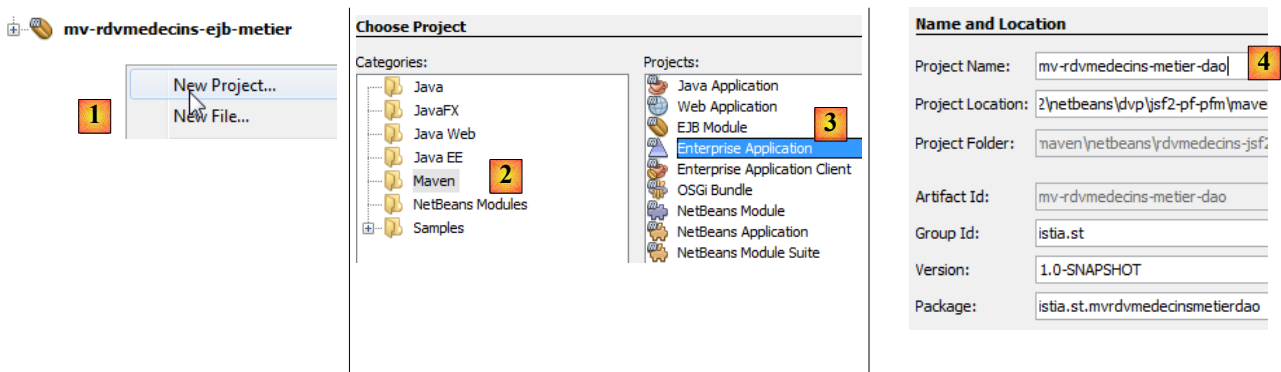 mv-rdvmedecins-ejb-metier
New Project...
1
New File...
Choose Project
Categories:
Java
JavaFX
Java Web
Java EE
Maven
2
NetBeans Modules
Samples
Projects:
Java Application
Web Application
3
EJB Module
Enterprise Application
Enterprise Application Client
OSGi Bundle
NetBeans Module
NetBeans Application
NetBeans Module Suite
Name and Location
Project Name: mv-rdvmedecins-metier-dao 4
Project Location: 2\netbeans\dvp\jsf2-pf-pfm\mave
Project Folder: maven\netbeans\rdvmedecins-jsf2
Artifact Id: mv-rdvmedecins-metier-dao
Group Id: istia.st
Version: 1.0-SNAPSHOT
Package: istia.st.mvrdvmedecinsmetierdao